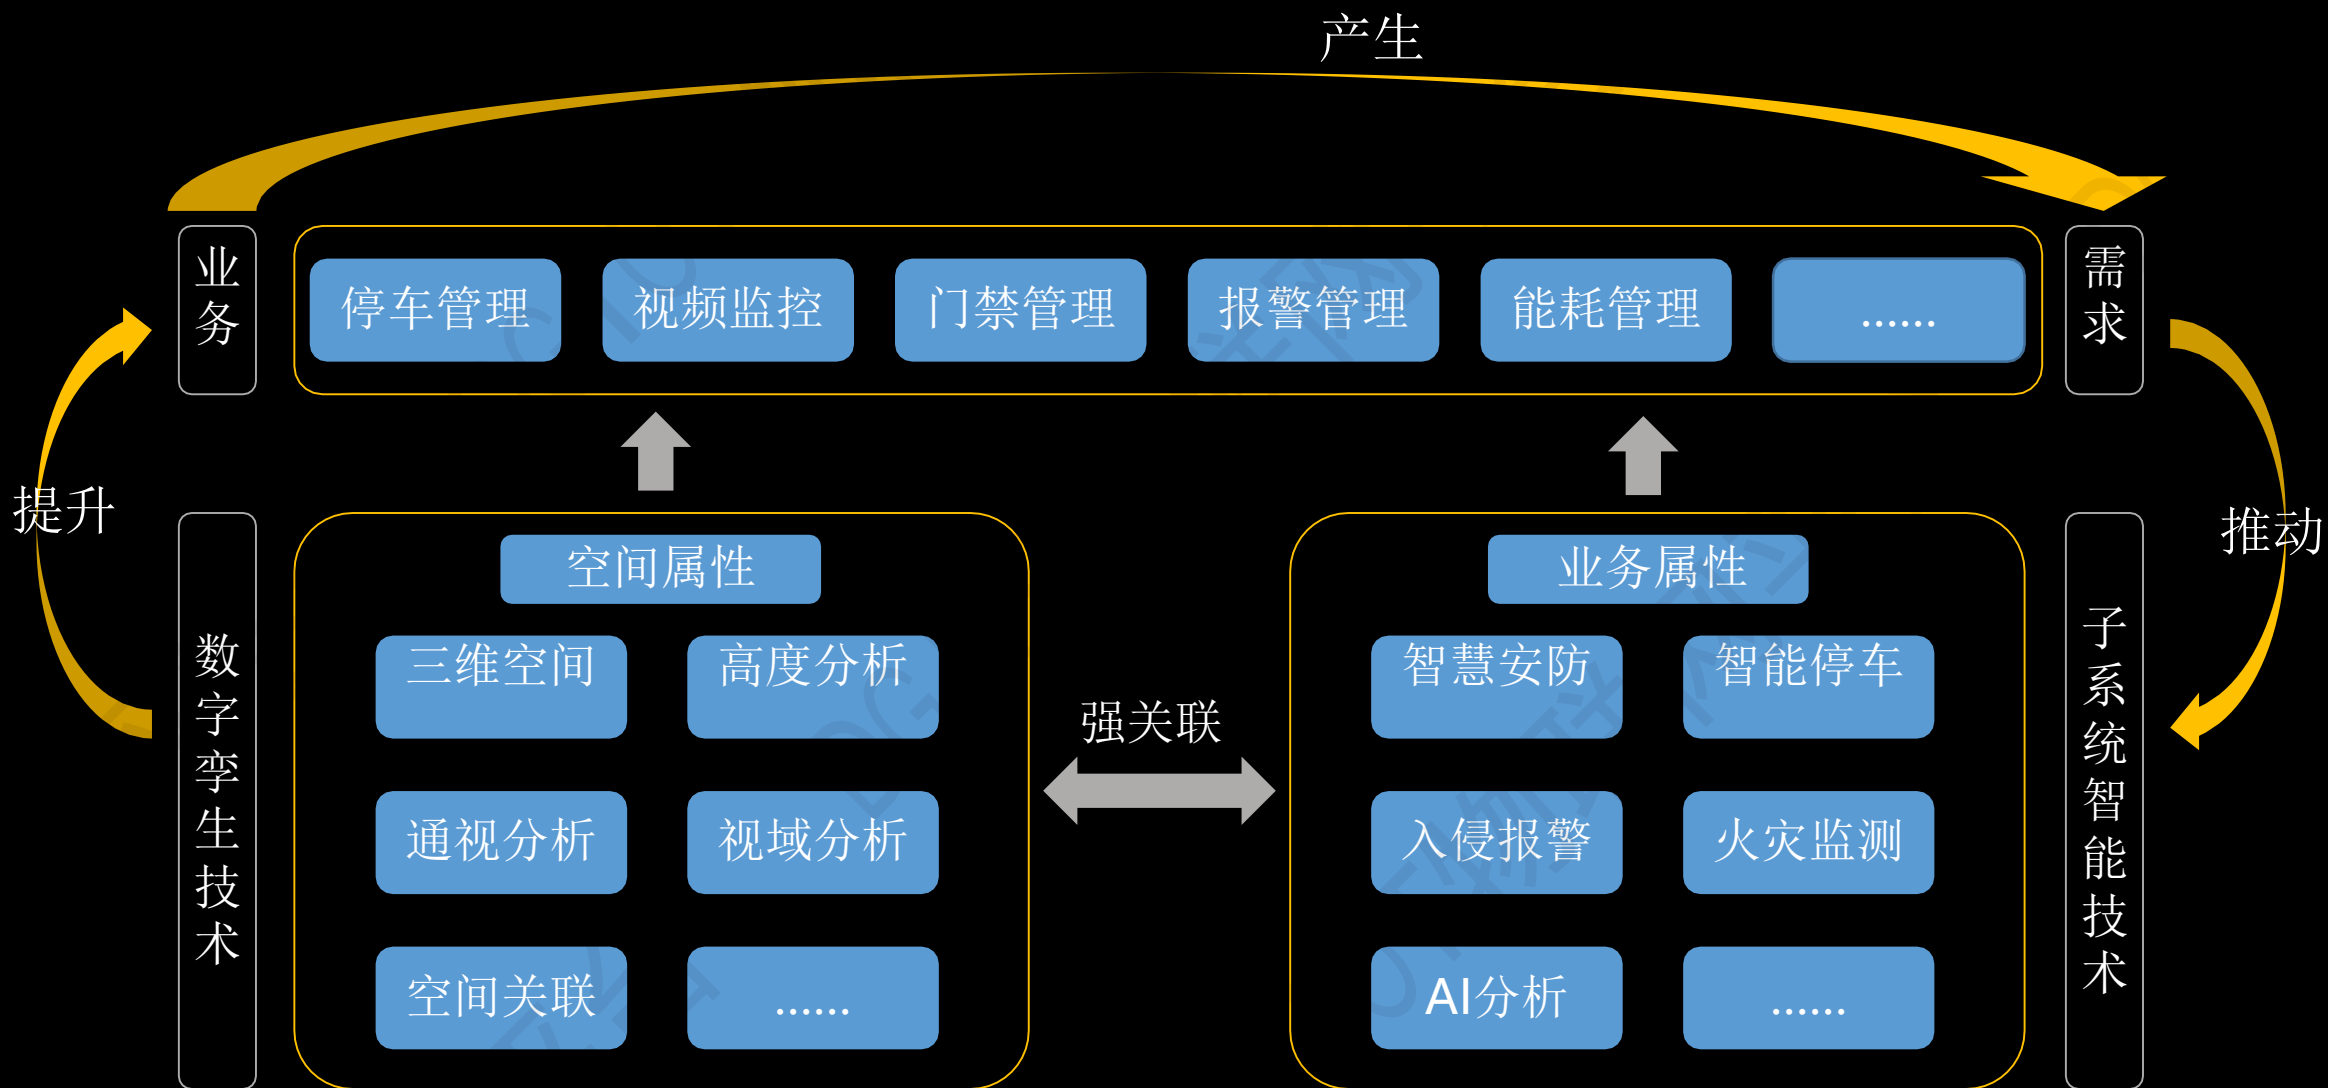 产生
业务
停车管理
视频监控
门禁管理
报警管理
能耗管理
......
需求
提升
推动
数字孪生技术
空间属性
三维空间
高度分析
通视分析
视域分析
空间关联
......
强关联
业务属性
智慧安防
智能停车
入侵报警
火灾监测
AI分析
......
子系统智能技术